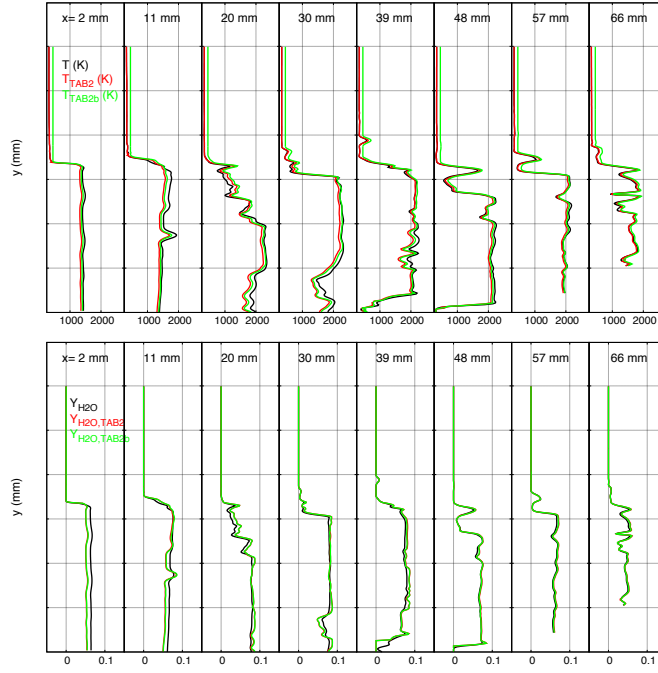 x= 2 mm 11 mm 20 mm 30 mm 39 mm 48 mm 57 mm 66 mm
T (K)
T_TAB2 (K)
T_TAB2b (K)
y (mm)
1000 2000 1000 2000 1000 2000 1000 2000 1000 2000 1000 2000 1000 2000 1000 2000
x= 2 mm 11 mm 20 mm 30 mm 39 mm 48 mm 57 mm 66 mm
Y_H2O
Y_H2O,TAB2
Y_H2O,TAB2b
y (mm)
0 0.1 0 0.1 0 0.1 0 0.1 0 0.1 0 0.1 0 0.1 0 0.1